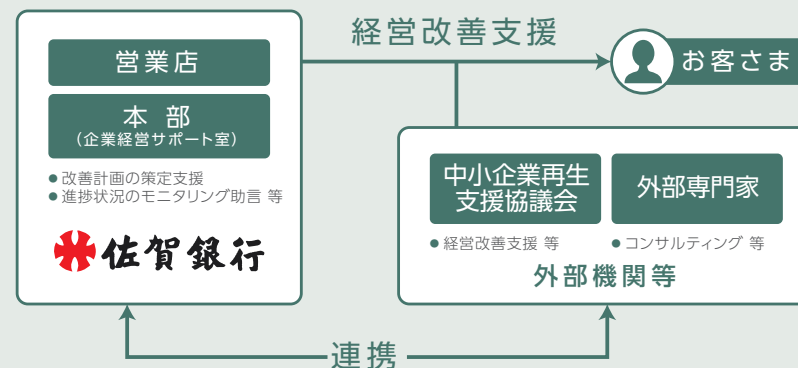 経営改善支援
お客さま
営業店
本部
（企業経営サポート室）
● 改善計画の策定支援
● 進捗状況のモニタリング助言 等
佐賀銀行
中小企業再生
支援協議会
● 経営改善支援 等
外部専門家
● コンサルティング 等
外部機関等
連携